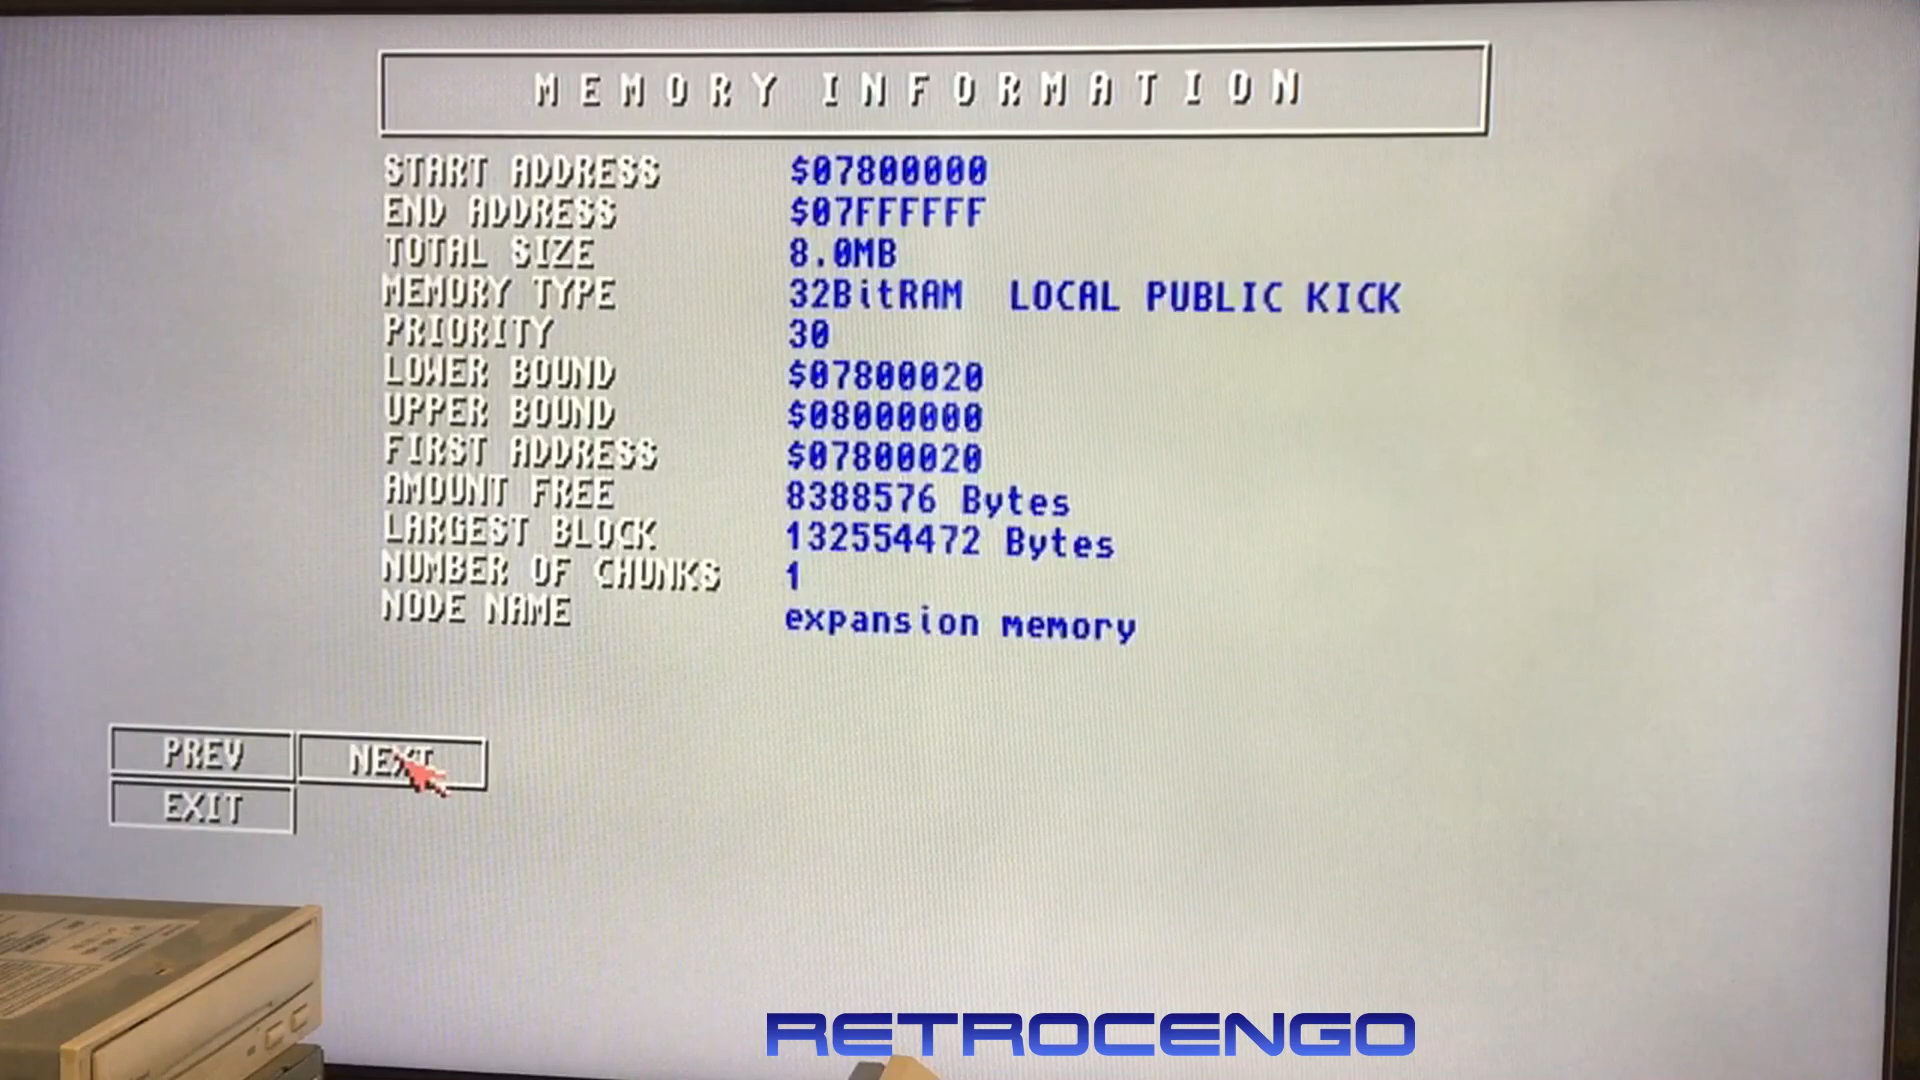 MEMORY INFORMATION
START ADDRESS $07800000
END ADDRESS $07FFFFFF
TOTAL SIZE 8.0MB
MEMORY TYPE 32BitRAM LOCAL PUBLIC KICK
PRIORITY 30
LOWER BOUND $07800020
UPPER BOUND $08000000
FIRST ADDRESS $07800020
AMOUNT FREE 8388576 Bytes
LARGEST BLOCK 132554472 Bytes
NUMBER OF CHUNKS 1
NODE NAME expansion memory
PREV NEXT
EXIT
RETROCENGO